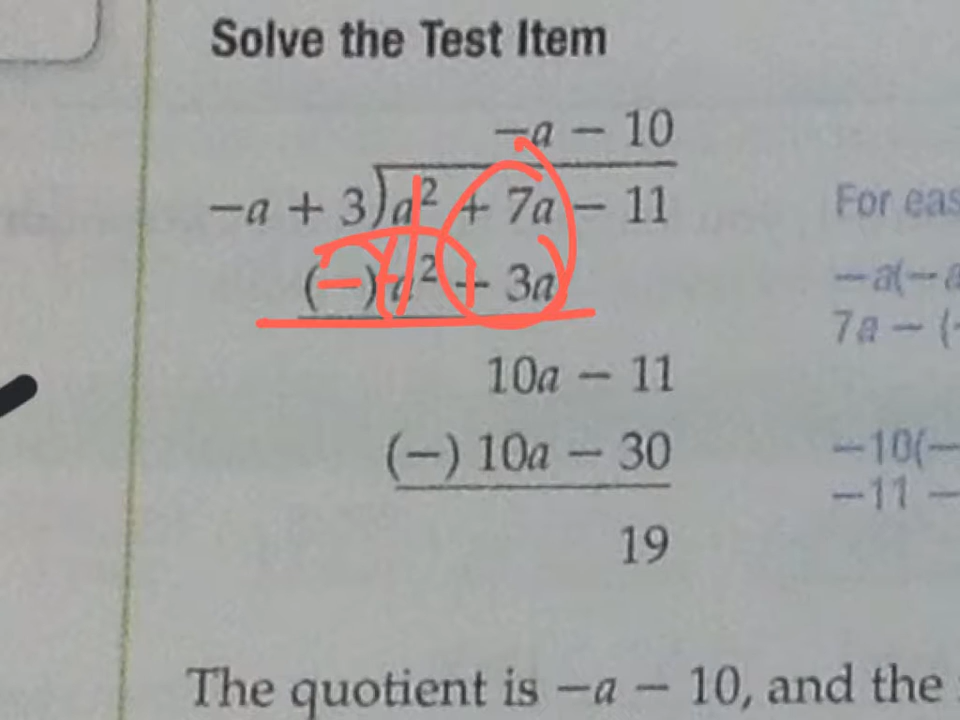 Solve the Test Item
−a − 10
−a + 3)a² + 7a − 11 For eas
(−) a² − 3a −a(−a
7a − (-
10a − 11
(−) 10a − 30 −10(−
−11 −
19
The quotient is −a − 10, and the